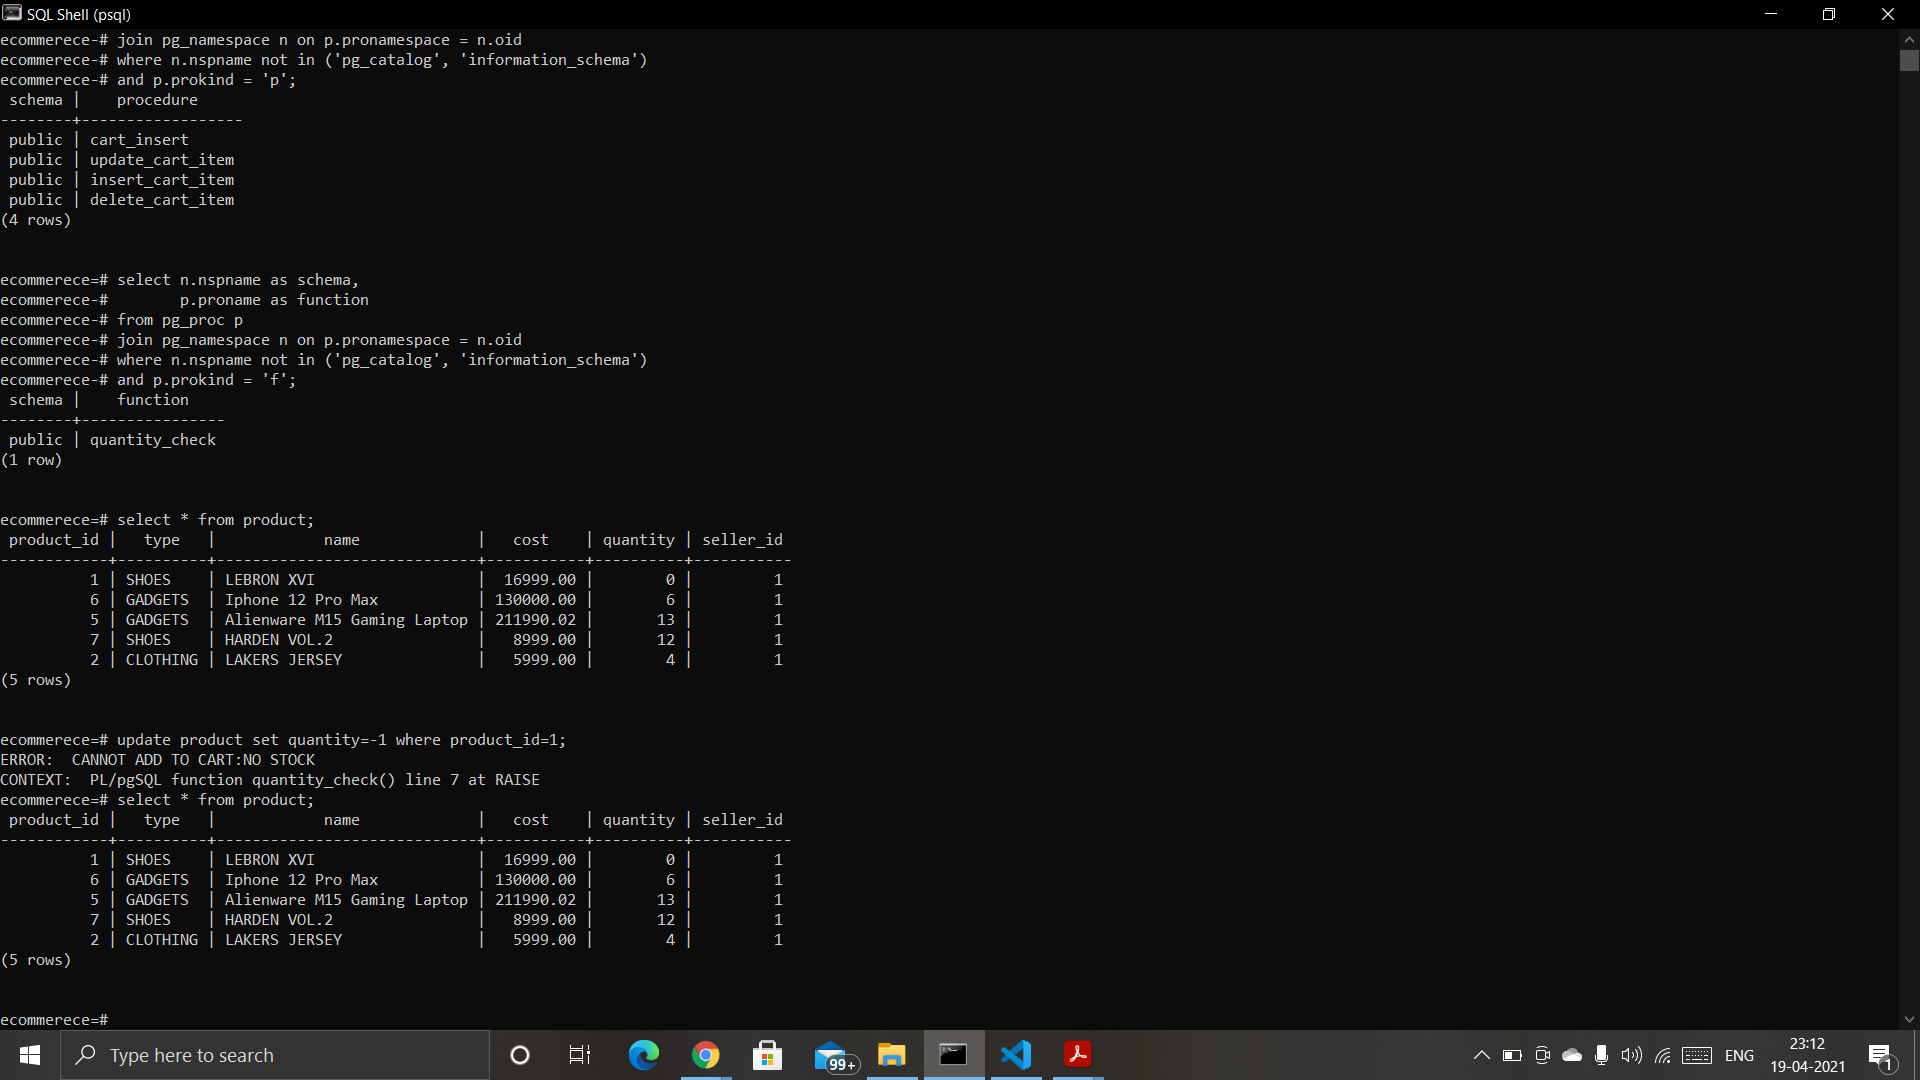 SQL Shell (psql)
ecommerece-# join pg_namespace n on p.pronamespace = n.oid
ecommerece-# where n.nspname not in ('pg_catalog', 'information_schema')
ecommerece-# and p.prokind = 'p';
 schema |    procedure
--------+------------------
 public | cart_insert
 public | update_cart_item
 public | insert_cart_item
 public | delete_cart_item
(4 rows)
ecommerece=# select n.nspname as schema,
ecommerece-#        p.proname as function
ecommerece-# from pg_proc p
ecommerece-# join pg_namespace n on p.pronamespace = n.oid
ecommerece-# where n.nspname not in ('pg_catalog', 'information_schema')
ecommerece-# and p.prokind = 'f';
 schema |    function
--------+----------------
 public | quantity_check
(1 row)
ecommerece=# select * from product;
 product_id |   type   |            name             |   cost    | quantity | seller_id
------------+----------+-----------------------------+-----------+----------+-----------
          1 | SHOES    | LEBRON XVI                  |  16999.00 |        0 |         1
          6 | GADGETS  | Iphone 12 Pro Max           | 130000.00 |        6 |         1
          5 | GADGETS  | Alienware M15 Gaming Laptop | 211990.02 |       13 |         1
          7 | SHOES    | HARDEN VOL.2                |   8999.00 |       12 |         1
          2 | CLOTHING | LAKERS JERSEY               |   5999.00 |        4 |         1
(5 rows)
ecommerece=# update product set quantity=-1 where product_id=1;
ERROR:  CANNOT ADD TO CART:NO STOCK
CONTEXT:  PL/pgSQL function quantity_check() line 7 at RAISE
ecommerece=# select * from product;
 product_id |   type   |            name             |   cost    | quantity | seller_id
------------+----------+-----------------------------+-----------+----------+-----------
          1 | SHOES    | LEBRON XVI                  |  16999.00 |        0 |         1
          6 | GADGETS  | Iphone 12 Pro Max           | 130000.00 |        6 |         1
          5 | GADGETS  | Alienware M15 Gaming Laptop | 211990.02 |       13 |         1
          7 | SHOES    | HARDEN VOL.2                |   8999.00 |       12 |         1
          2 | CLOTHING | LAKERS JERSEY               |   5999.00 |        4 |         1
(5 rows)
ecommerece=#
Type here to search
99+
ENG
23:12
19-04-2021
1